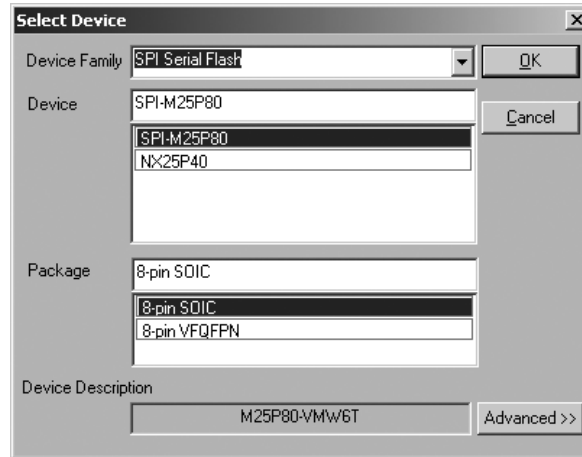 Select Device
Device Family SPI Serial Flash OK
Device SPI-M25P80
Cancel
SPI-M25P80
NX25P40
Package 8-pin SOIC
8-pin SOIC
8-pin VFQFPN
Device Description
M25P80-VMW6T Advanced >>